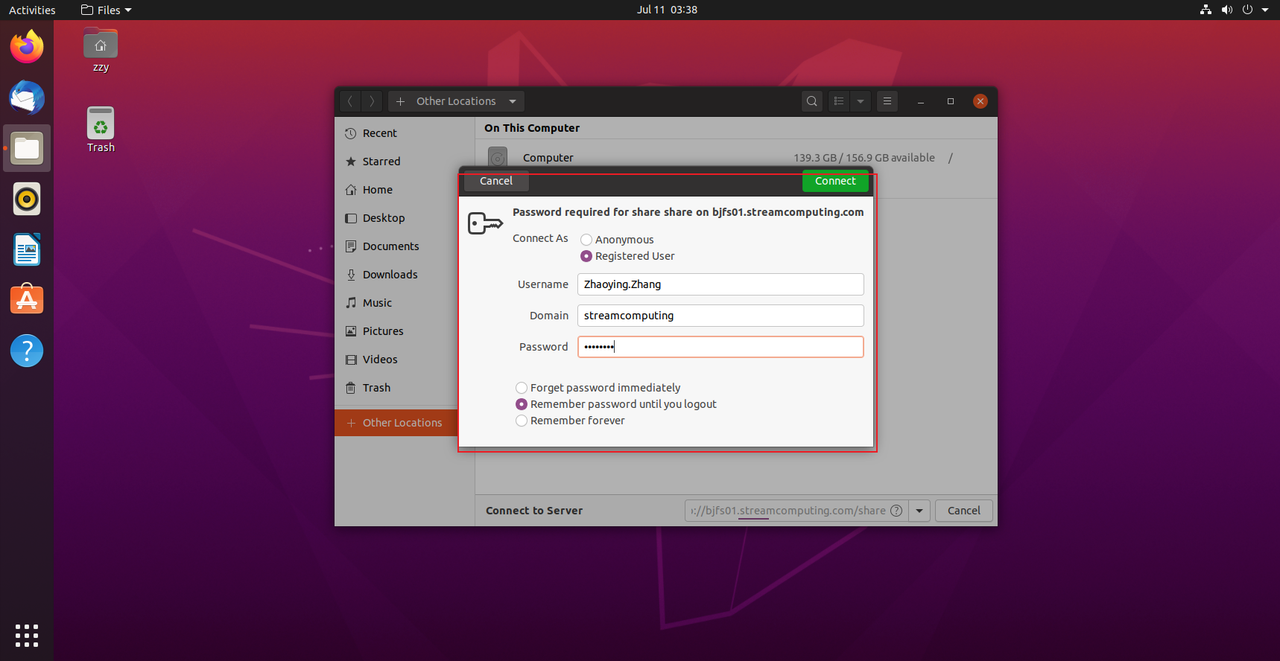 Activities Files Jul 11 03:38
zzy
Trash
Other Locations
Recent
Starred
Home
Desktop
Documents
Downloads
Music
Pictures
Videos
Trash
Other Locations
On This Computer
Computer 139.3 GB / 156.9 GB available /
Cancel Connect
Password required for share share on bjfs01.streamcomputing.com
Connect As Anonymous
Registered User
Username Zhaoying.Zhang
Domain streamcomputing
Password ••••••••
Forget password immediately
Remember password until you logout
Remember forever
Connect to Server ://bjfs01.streamcomputing.com/share Cancel